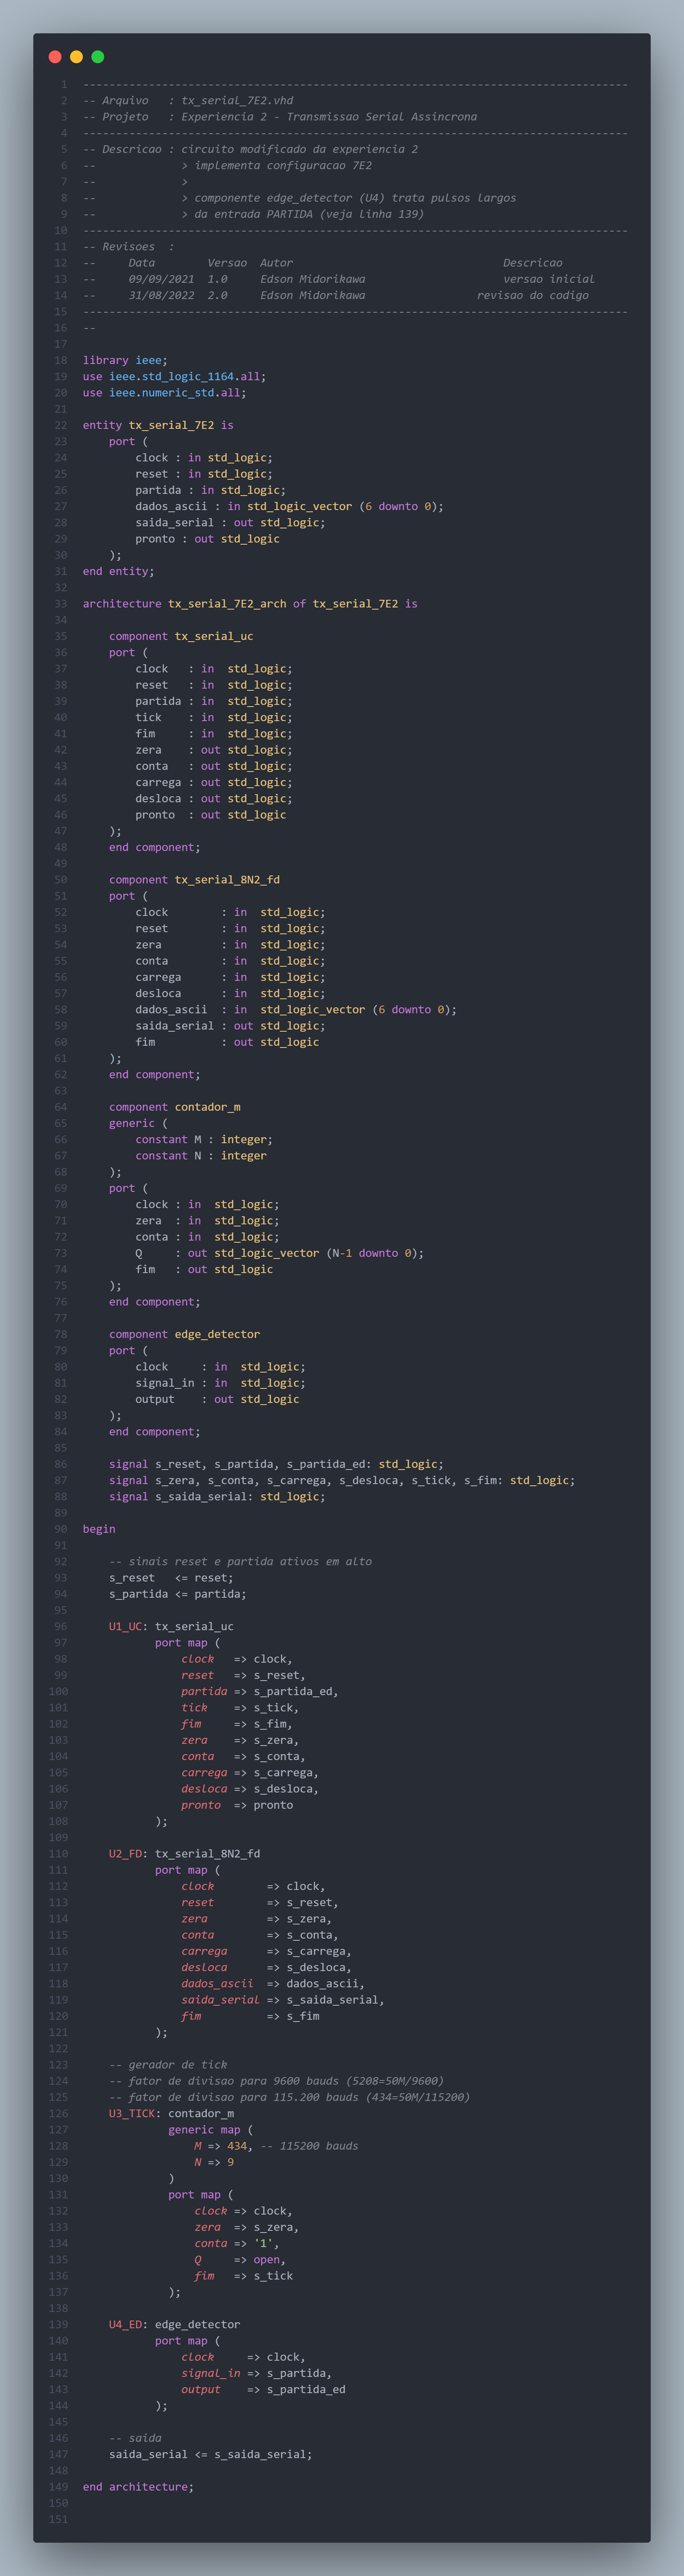 1 -----------------------------------------------------------------------------------
2 -- Arquivo   : tx_serial_7E2.vhd
3 -- Projeto   : Experiencia 2 - Transmissao Serial Assincrona
4 -----------------------------------------------------------------------------------
5 -- Descricao : circuito modificado da experiencia 2
6 --             > implementa configuracao 7E2
7 --             >
8 --             > componente edge_detector (U4) trata pulsos largos
9 --             > da entrada PARTIDA (veja linha 139)
10 -----------------------------------------------------------------------------------
11 -- Revisoes  :
12 --     Data        Versao  Autor                                Descricao
13 --     09/09/2021  1.0     Edson Midorikawa                     versao inicial
14 --     31/08/2022  2.0     Edson Midorikawa                 revisao do codigo
15 -----------------------------------------------------------------------------------
16 --
17
18 library ieee;
19 use ieee.std_logic_1164.all;
20 use ieee.numeric_std.all;
21
22 entity tx_serial_7E2 is
23     port (
24         clock : in std_logic;
25         reset : in std_logic;
26         partida : in std_logic;
27         dados_ascii : in std_logic_vector (6 downto 0);
28         saida_serial : out std_logic;
29         pronto : out std_logic
30     );
31 end entity;
32
33 architecture tx_serial_7E2_arch of tx_serial_7E2 is
34
35     component tx_serial_uc
36     port (
37         clock   : in  std_logic;
38         reset   : in  std_logic;
39         partida : in  std_logic;
40         tick    : in  std_logic;
41         fim     : in  std_logic;
42         zera    : out std_logic;
43         conta   : out std_logic;
44         carrega : out std_logic;
45         desloca : out std_logic;
46         pronto  : out std_logic
47     );
48     end component;
49
50     component tx_serial_8N2_fd
51     port (
52         clock        : in  std_logic;
53         reset        : in  std_logic;
54         zera         : in  std_logic;
55         conta        : in  std_logic;
56         carrega      : in  std_logic;
57         desloca      : in  std_logic;
58         dados_ascii  : in  std_logic_vector (6 downto 0);
59         saida_serial : out std_logic;
60         fim          : out std_logic
61     );
62     end component;
63
64     component contador_m
65     generic (
66         constant M : integer;
67         constant N : integer
68     );
69     port (
70         clock : in  std_logic;
71         zera  : in  std_logic;
72         conta : in  std_logic;
73         Q     : out std_logic_vector (N-1 downto 0);
74         fim   : out std_logic
75     );
76     end component;
77
78     component edge_detector
79     port (
80         clock     : in  std_logic;
81         signal_in : in  std_logic;
82         output    : out std_logic
83     );
84     end component;
85
86     signal s_reset, s_partida, s_partida_ed: std_logic;
87     signal s_zera, s_conta, s_carrega, s_desloca, s_tick, s_fim: std_logic;
88     signal s_saida_serial: std_logic;
89
90 begin
91
92     -- sinais reset e partida ativos em alto
93     s_reset   <= reset;
94     s_partida <= partida;
95
96     U1_UC: tx_serial_uc
97            port map (
98                clock   => clock,
99                reset   => s_reset,
100                partida => s_partida_ed,
101                tick    => s_tick,
102                fim     => s_fim,
103                zera    => s_zera,
104                conta   => s_conta,
105                carrega => s_carrega,
106                desloca => s_desloca,
107                pronto  => pronto
108            );
109
110     U2_FD: tx_serial_8N2_fd
111            port map (
112                clock        => clock,
113                reset        => s_reset,
114                zera         => s_zera,
115                conta        => s_conta,
116                carrega      => s_carrega,
117                desloca      => s_desloca,
118                dados_ascii  => dados_ascii,
119                saida_serial => s_saida_serial,
120                fim          => s_fim
121            );
122
123     -- gerador de tick
124     -- fator de divisao para 9600 bauds (5208=50M/9600)
125     -- fator de divisao para 115.200 bauds (434=50M/115200)
126     U3_TICK: contador_m
127              generic map (
128                  M => 434, -- 115200 bauds
129                  N => 9
130              )
131              port map (
132                  clock => clock,
133                  zera  => s_zera,
134                  conta => '1',
135                  Q     => open,
136                  fim   => s_tick
137              );
138
139     U4_ED: edge_detector
140            port map (
141                clock     => clock,
142                signal_in => s_partida,
143                output    => s_partida_ed
144            );
145
146     -- saida
147     saida_serial <= s_saida_serial;
148
149 end architecture;
150
151